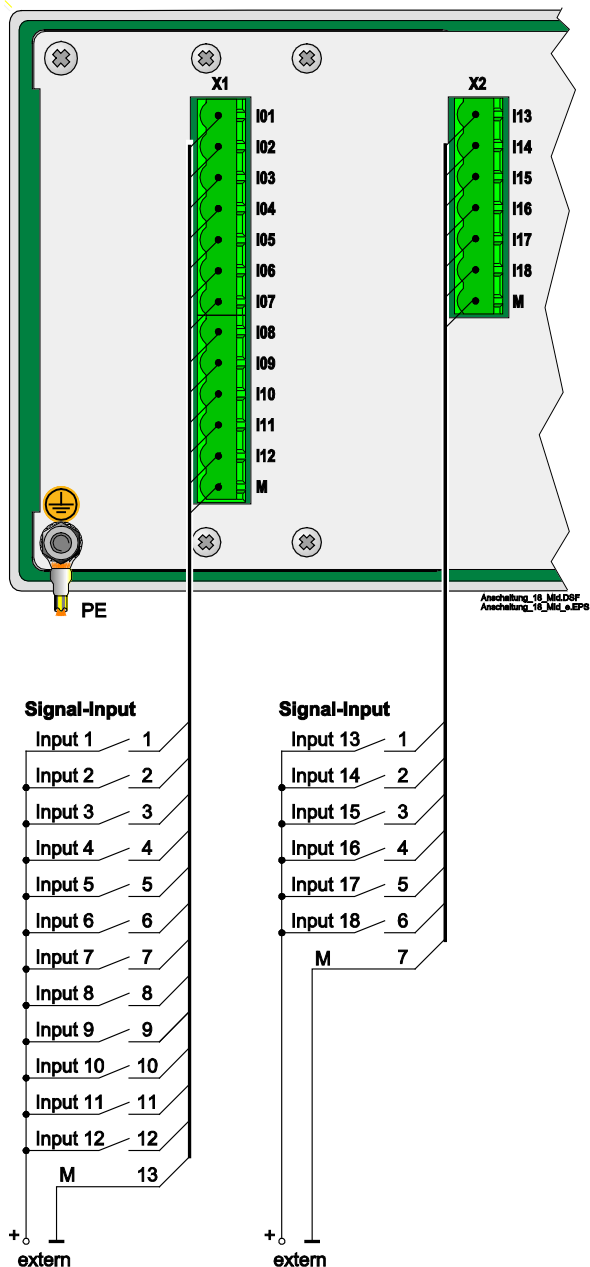 X1
I01
I02
I03
I04
I05
I06
I07
I08
I09
I10
I11
I12
M
X2
I13
I14
I15
I16
I17
I18
M
PE
Anschaltung_18_Mid.DSF
Anschaltung_18_Mid_e.EPS
Signal-Input
Input 1 1
Input 2 2
Input 3 3
Input 4 4
Input 5 5
Input 6 6
Input 7 7
Input 8 8
Input 9 9
Input 10 10
Input 11 11
Input 12 12
M 13
+
extern
Signal-Input
Input 13 1
Input 14 2
Input 15 3
Input 16 4
Input 17 5
Input 18 6
M 7
+
extern